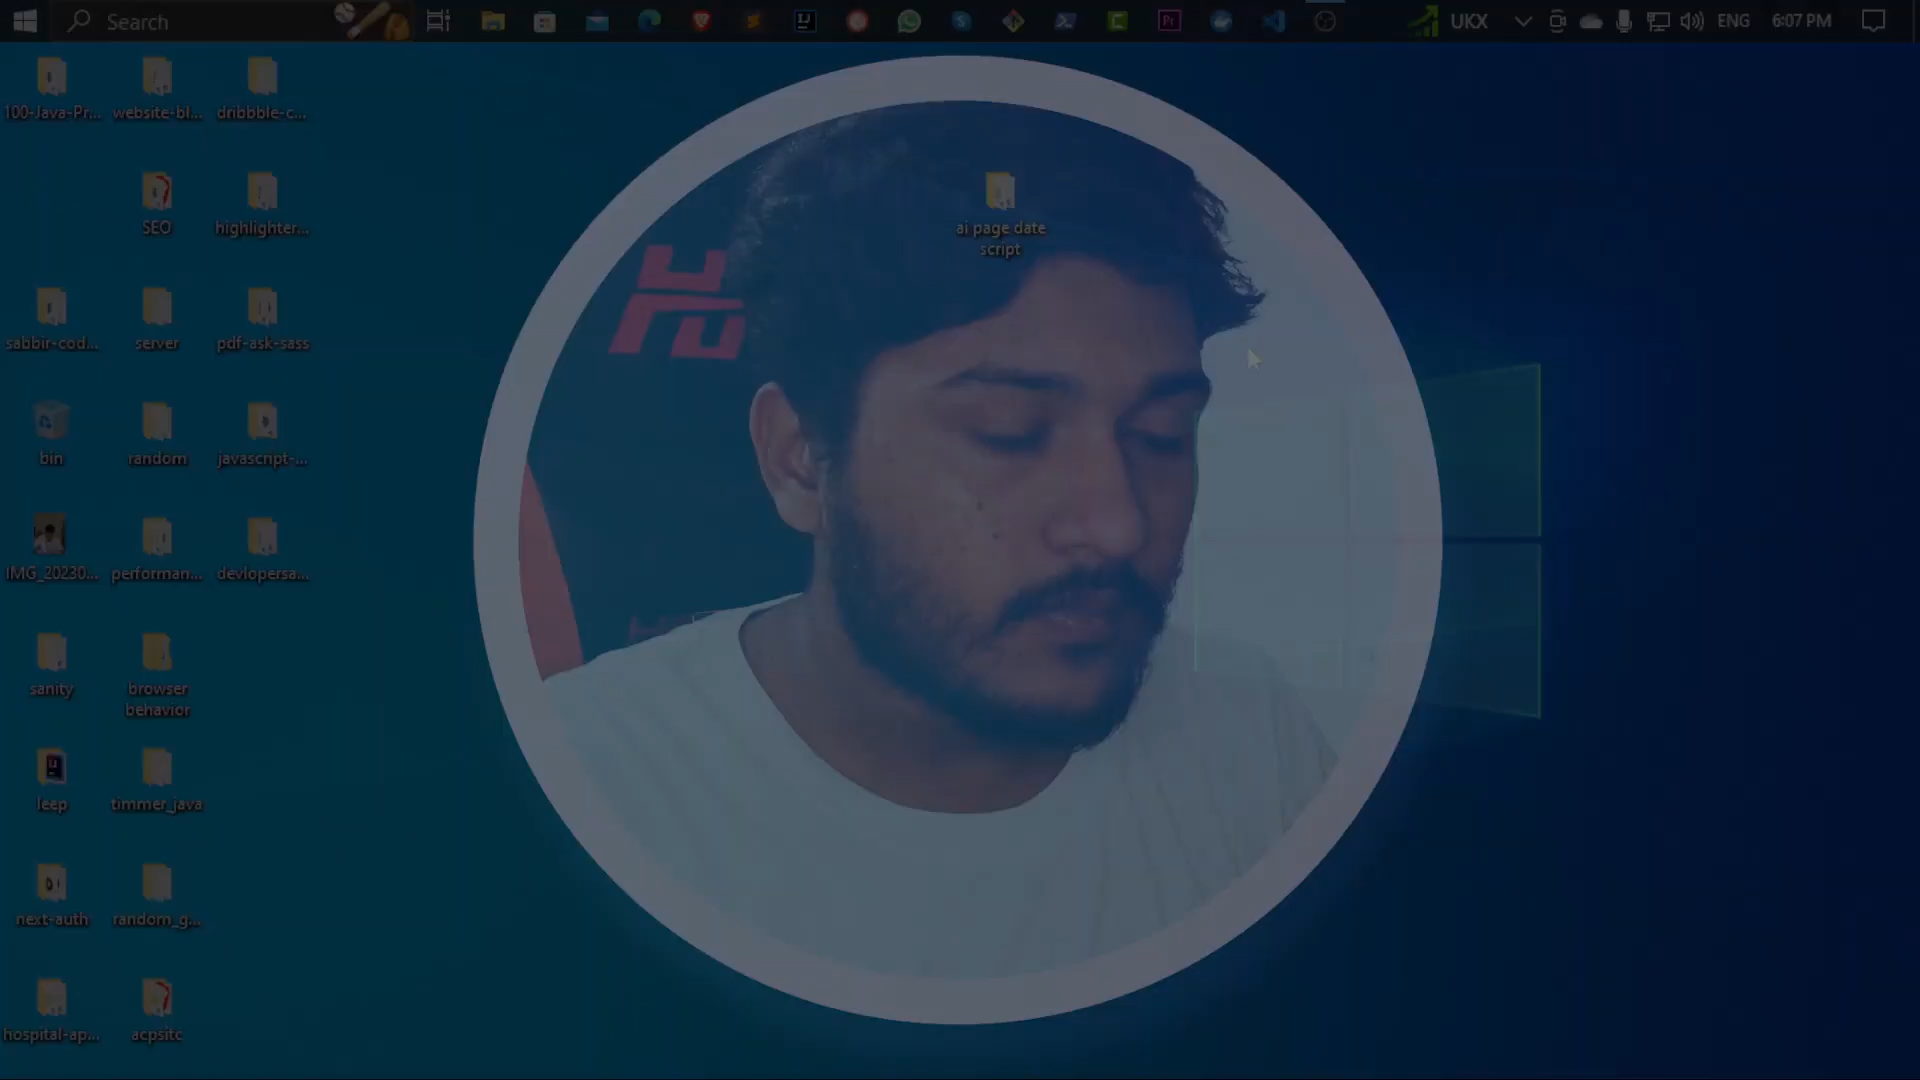 Search
UKX
ENG
6:07 PM
100-Java-Pr...
website-bl...
dribbble-c...
SEO
highlighter...
ai page date
script
sabbir-cod...
server
pdf-ask-sass
bin
random
javascript-...
IMG_20230...
performan...
devlopersa...
sanity
browser
behavior
leep
timmer_java
next-auth
random_g...
hospital-ap...
acpsitc